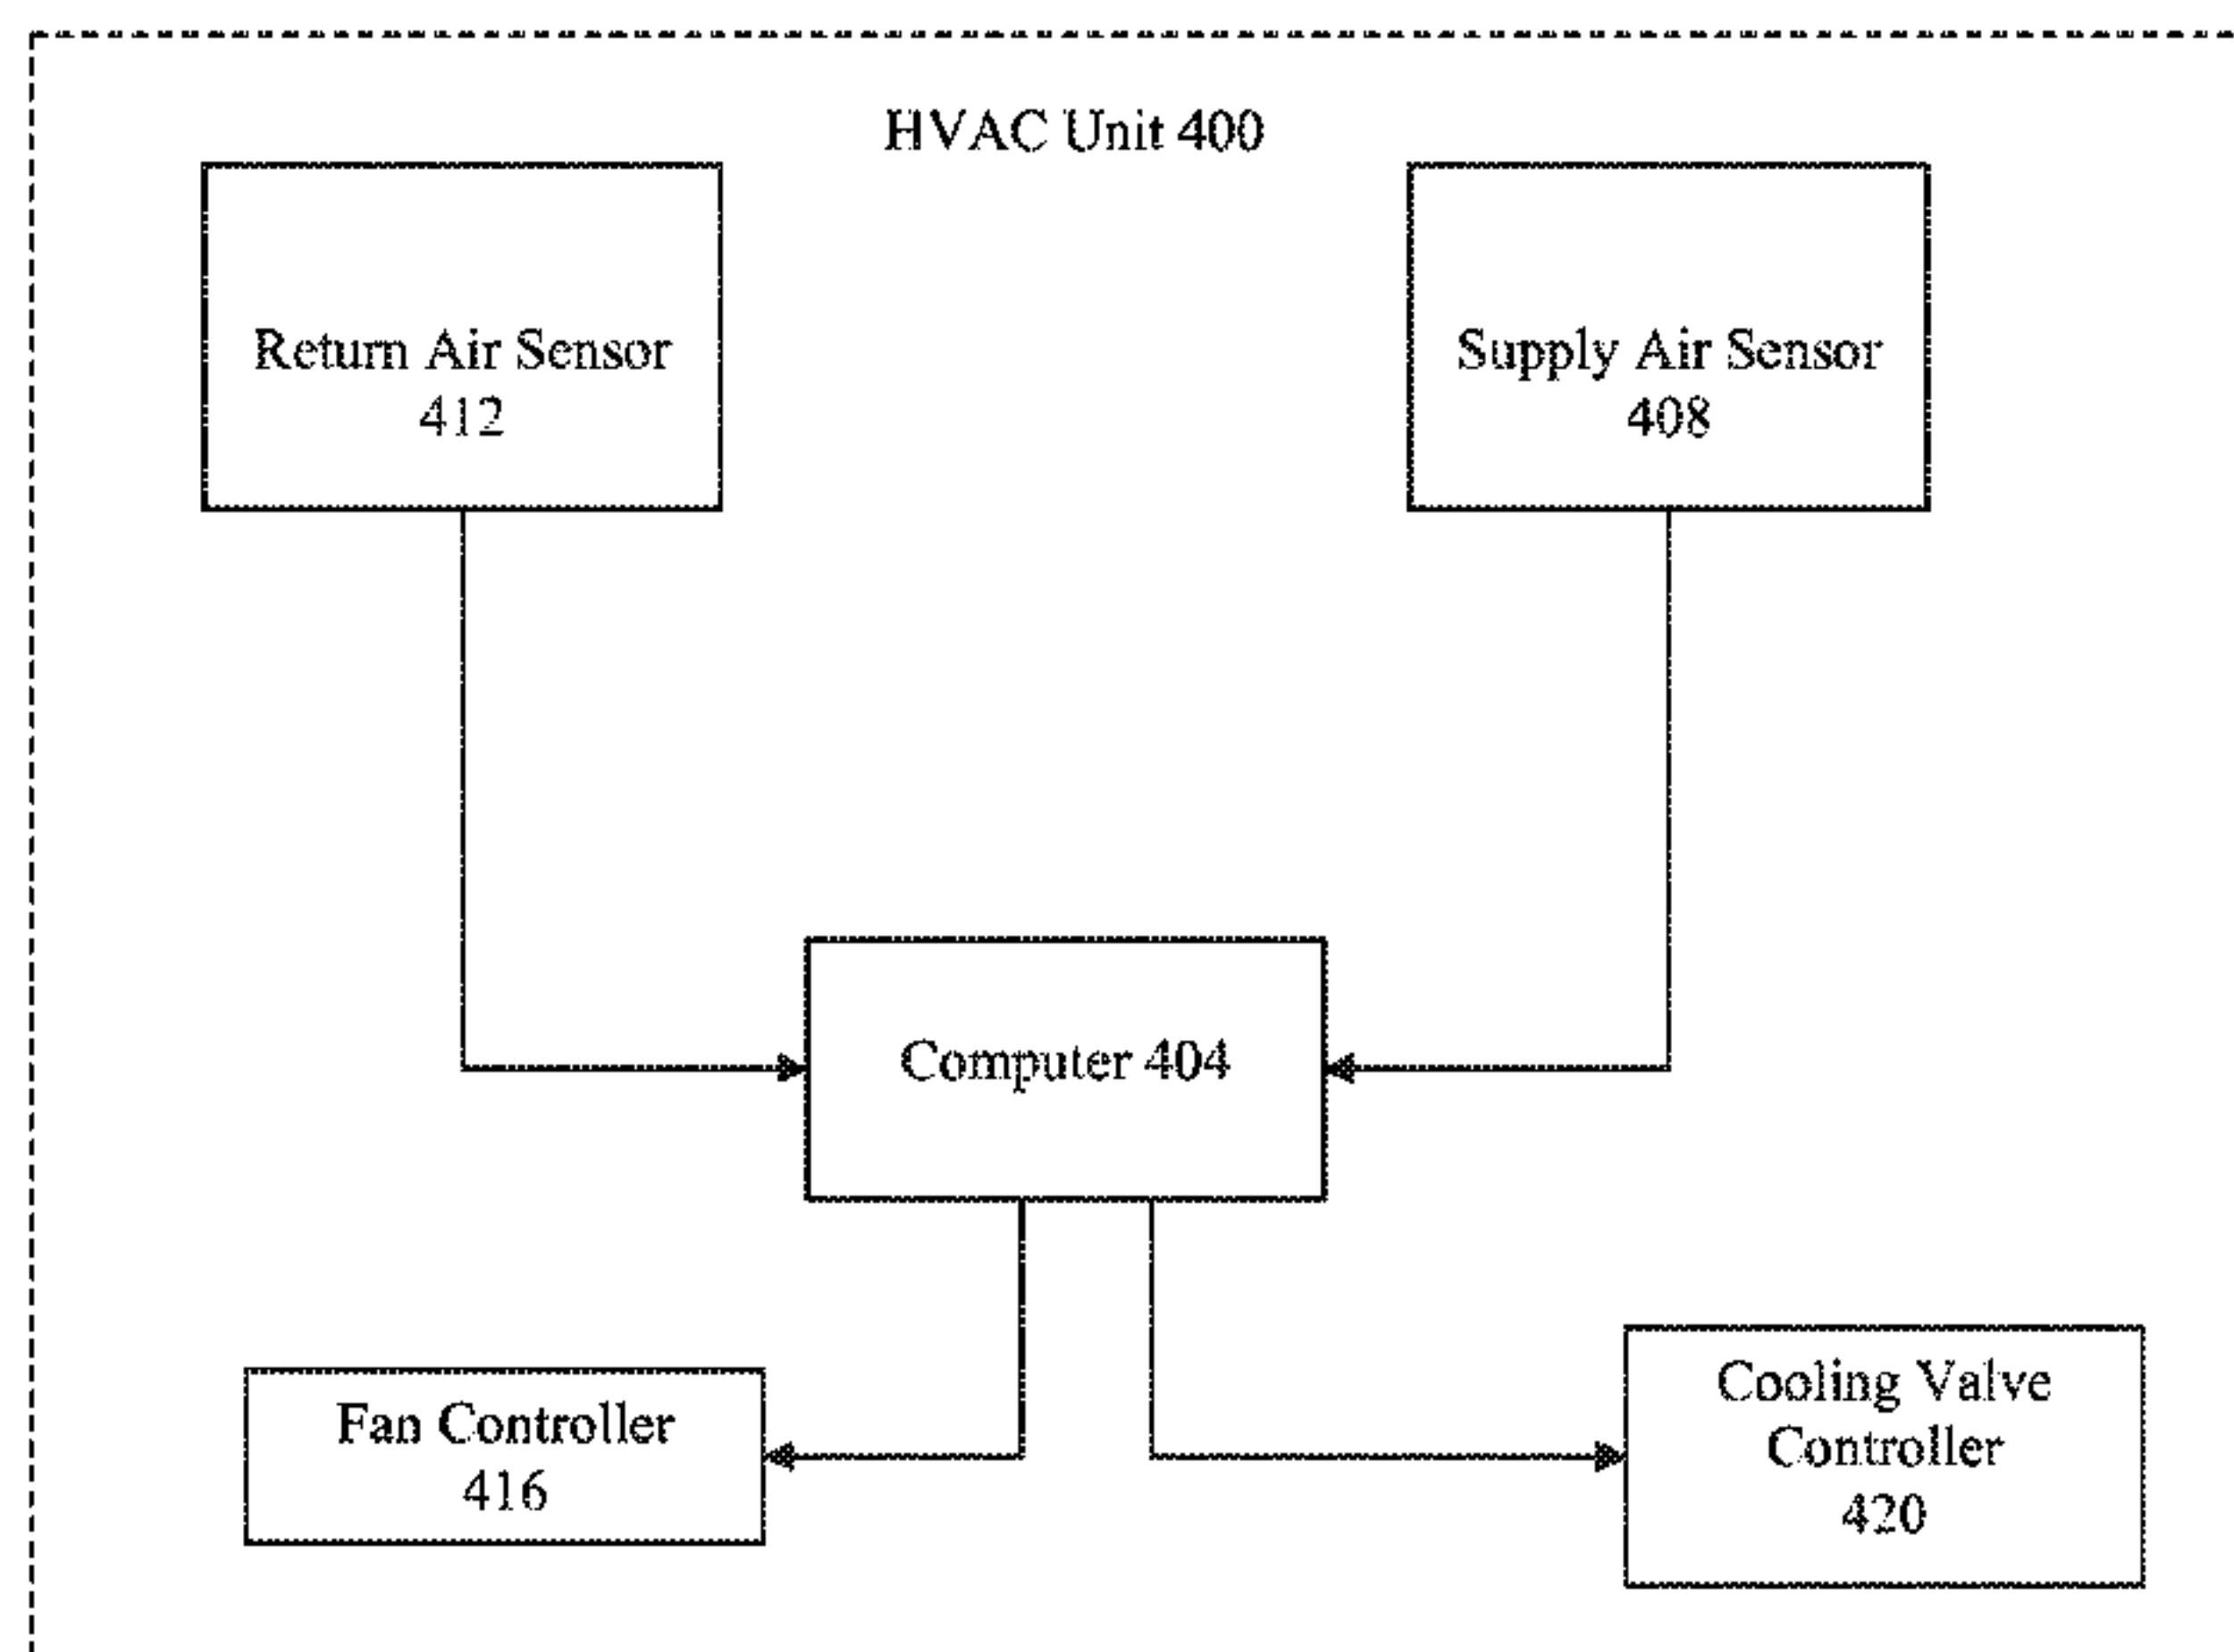 HVAC Unit 400
Return Air Sensor
412
Supply Air Sensor
408
Computer 404
Fan Controller
416
Cooling Valve
Controller
420